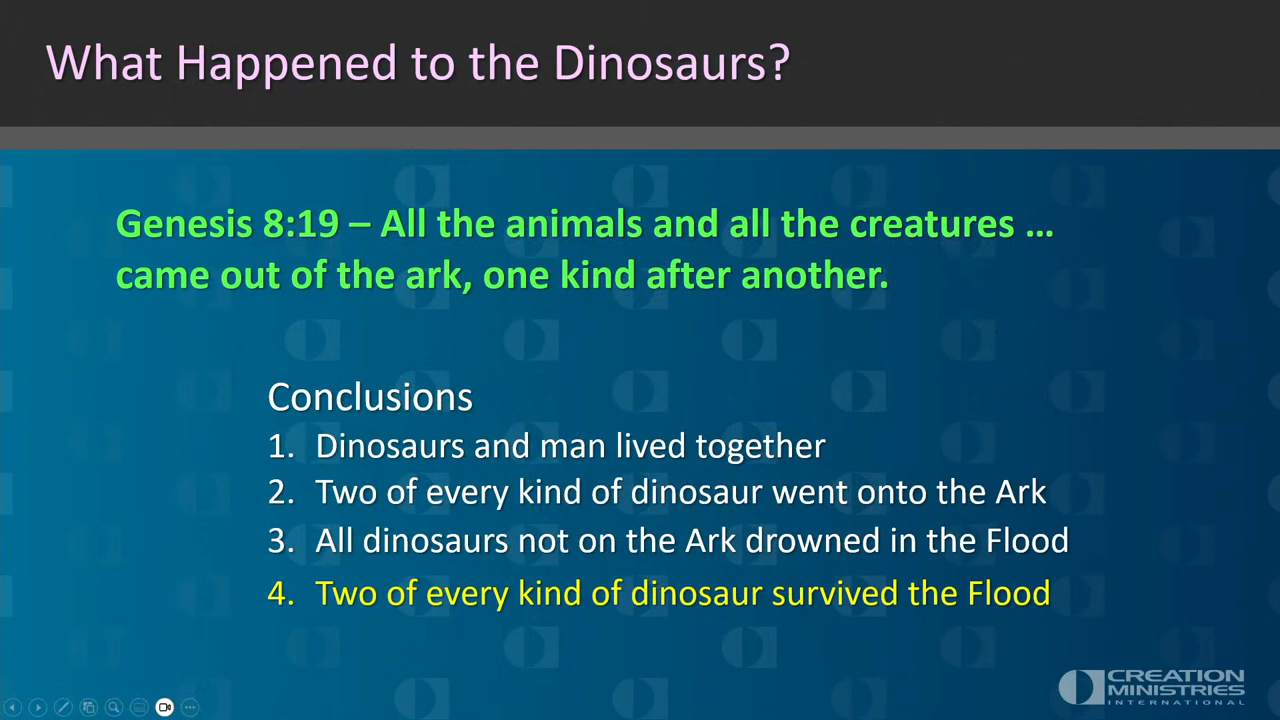 What Happened to the Dinosaurs?
Genesis 8:19 – All the animals and all the creatures …
came out of the ark, one kind after another.
Conclusions
1. Dinosaurs and man lived together
2. Two of every kind of dinosaur went onto the Ark
3. All dinosaurs not on the Ark drowned in the Flood
4. Two of every kind of dinosaur survived the Flood
CREATION
MINISTRIES
INTERNATIONAL